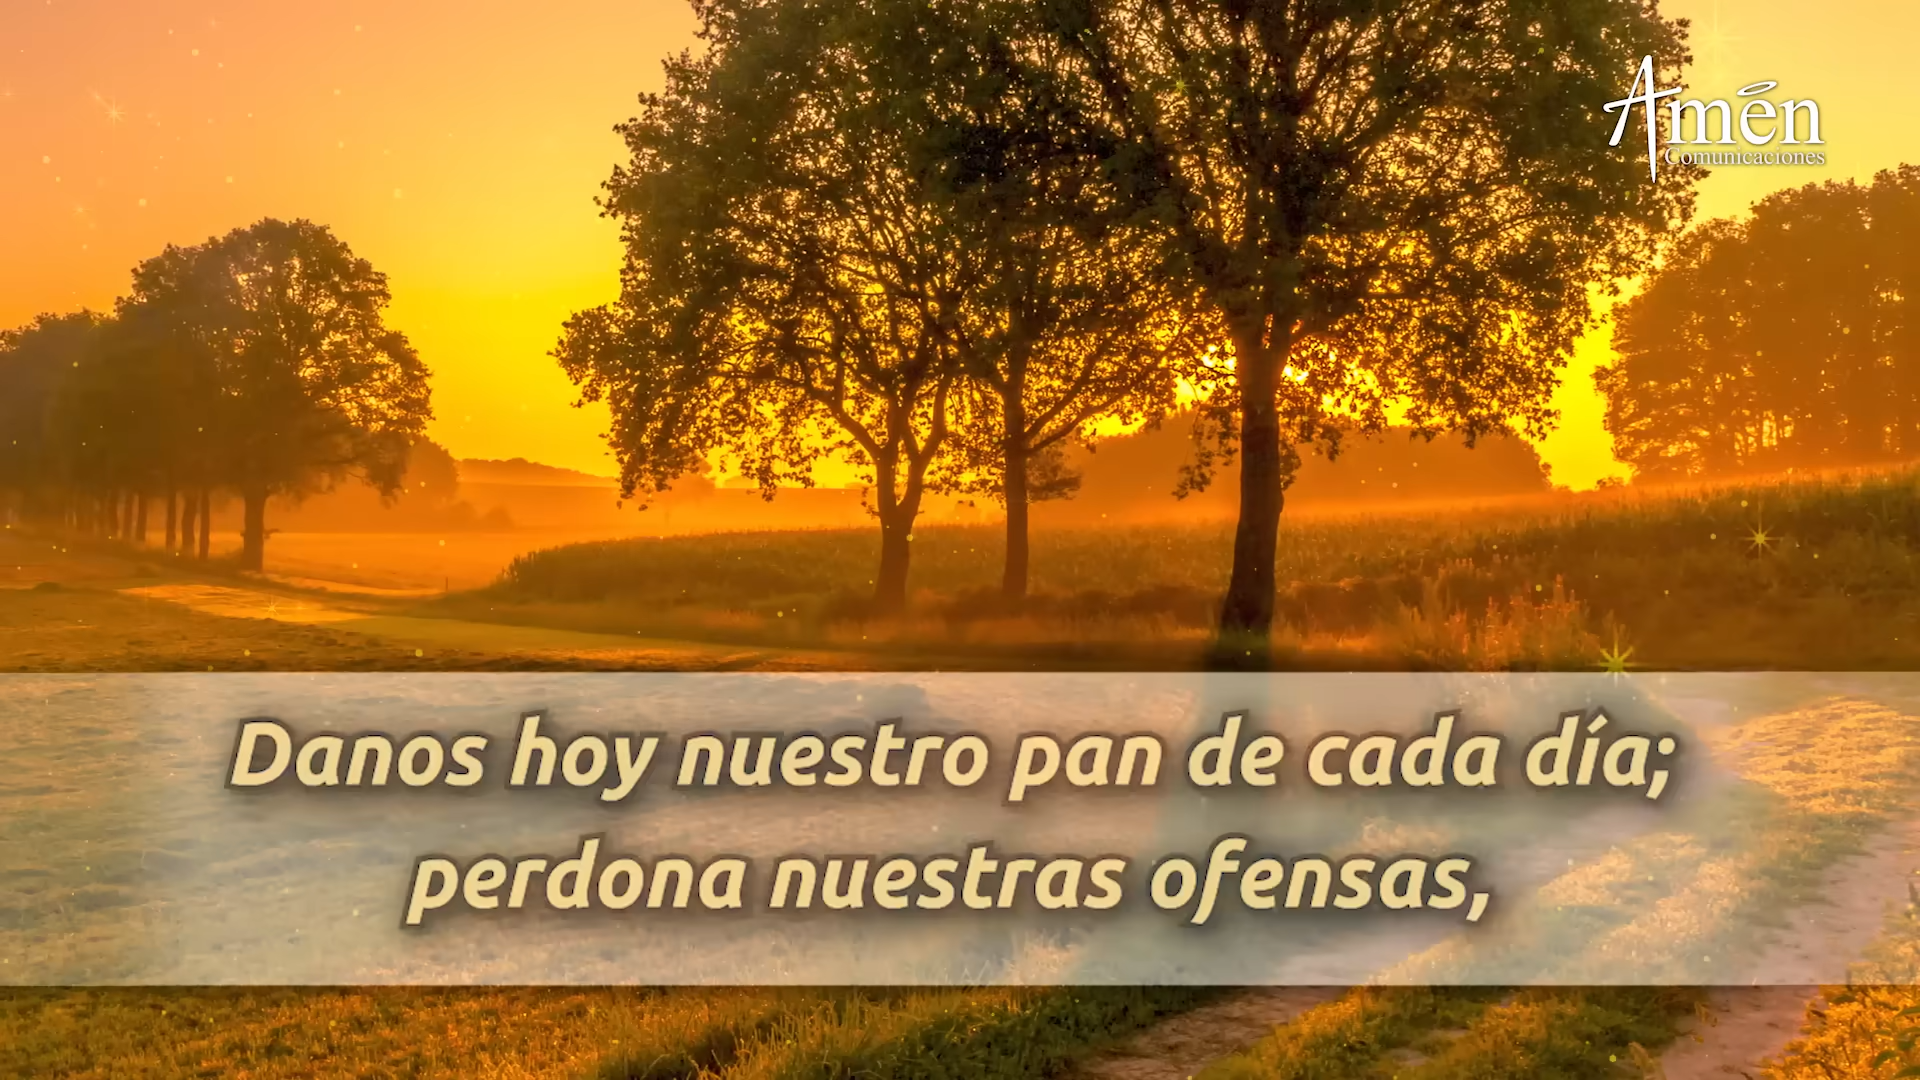 Amén
Comunicaciones
Danos hoy nuestro pan de cada día;
perdona nuestras ofensas,